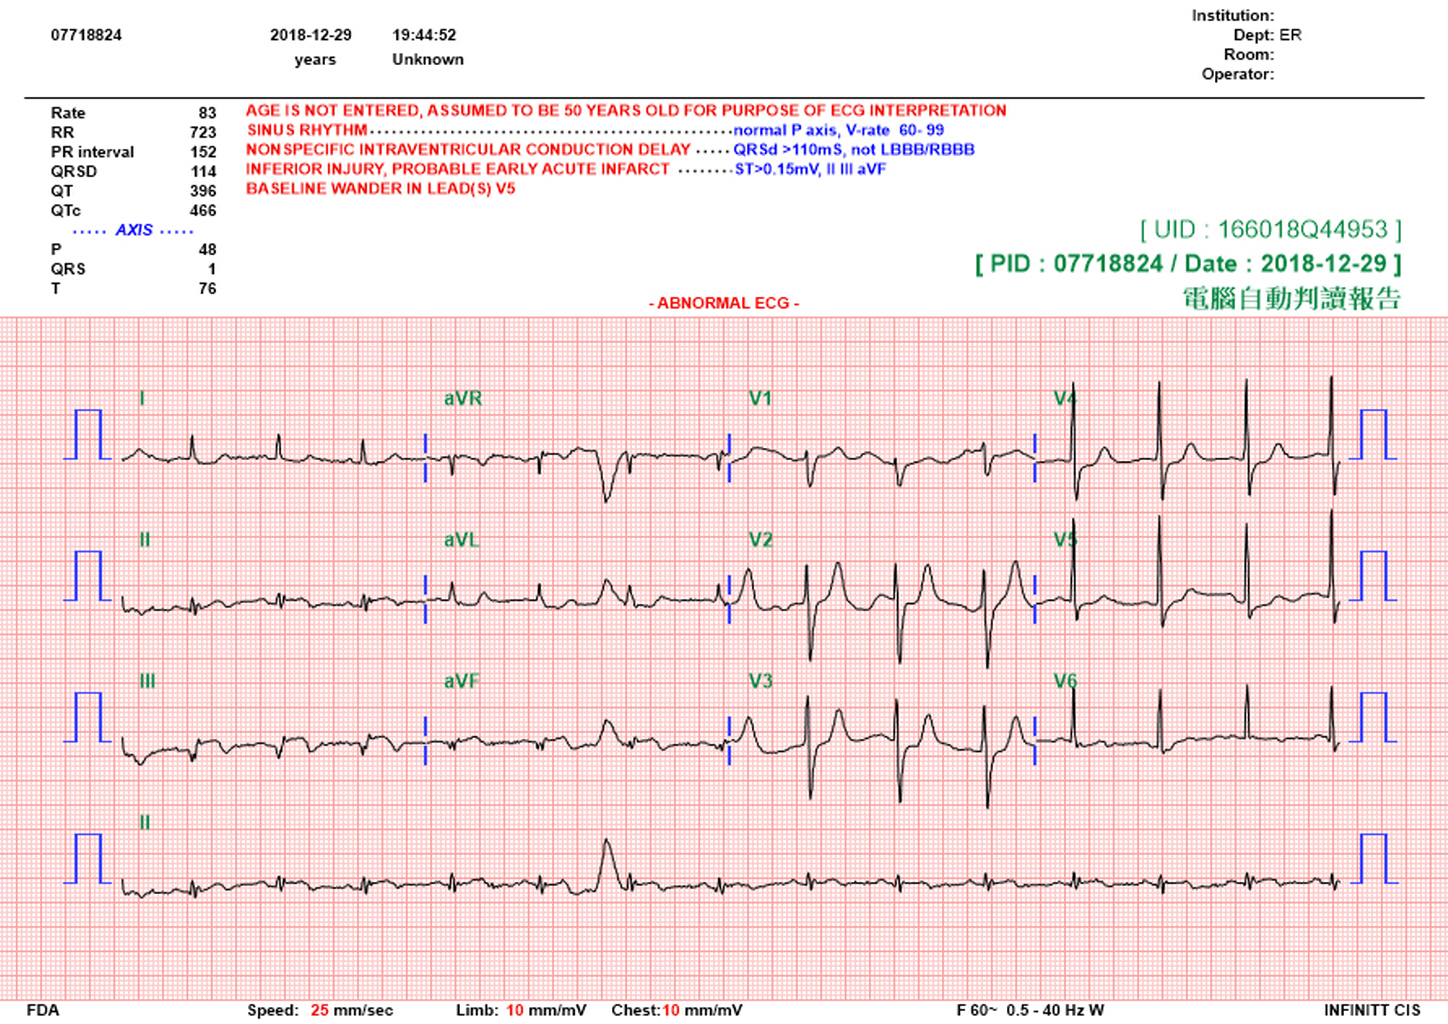 07718824 2018-12-29 19:44:52
years Unknown
Institution:
Dept: ER
Room:
Operator:
Rate 83
RR 723
PR interval 152
QRSD 114
QT 396
QTc 466
····· AXIS ·····
P 48
QRS 1
T 76
AGE IS NOT ENTERED, ASSUMED TO BE 50 YEARS OLD FOR PURPOSE OF ECG INTERPRETATION
SINUS RHYTHM..........................................normal P axis, V-rate 60- 99
NONSPECIFIC INTRAVENTRICULAR CONDUCTION DELAY .....QRSd >110mS, not LBBB/RBBB
INFERIOR INJURY, PROBABLE EARLY ACUTE INFARCT ........ST>0.15mV, II III aVF
BASELINE WANDER IN LEAD(S) V5
[ UID : 166018Q44953 ]
[ PID : 07718824 / Date : 2018-12-29 ]
電腦自動判讀報告
- ABNORMAL ECG -
I aVR V1 V4
II aVL V2 V5
III aVF V3 V6
II
FDA Speed: 25 mm/sec Limb: 10 mm/mV Chest:10 mm/mV F 60~ 0.5 - 40 Hz W INFINITT CIS